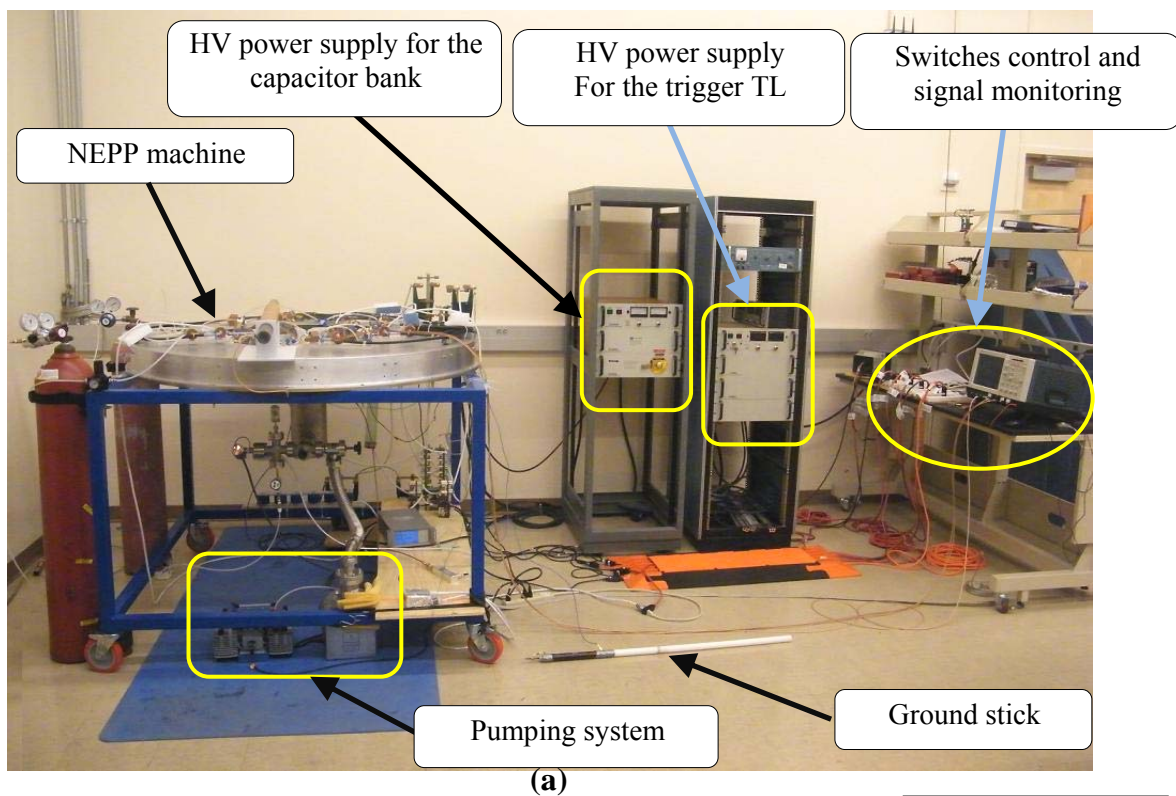 HV power supply for the
capacitor bank
HV power supply
For the trigger TL
Switches control and
signal monitoring
NEPP machine
Pumping system
Ground stick
(a)